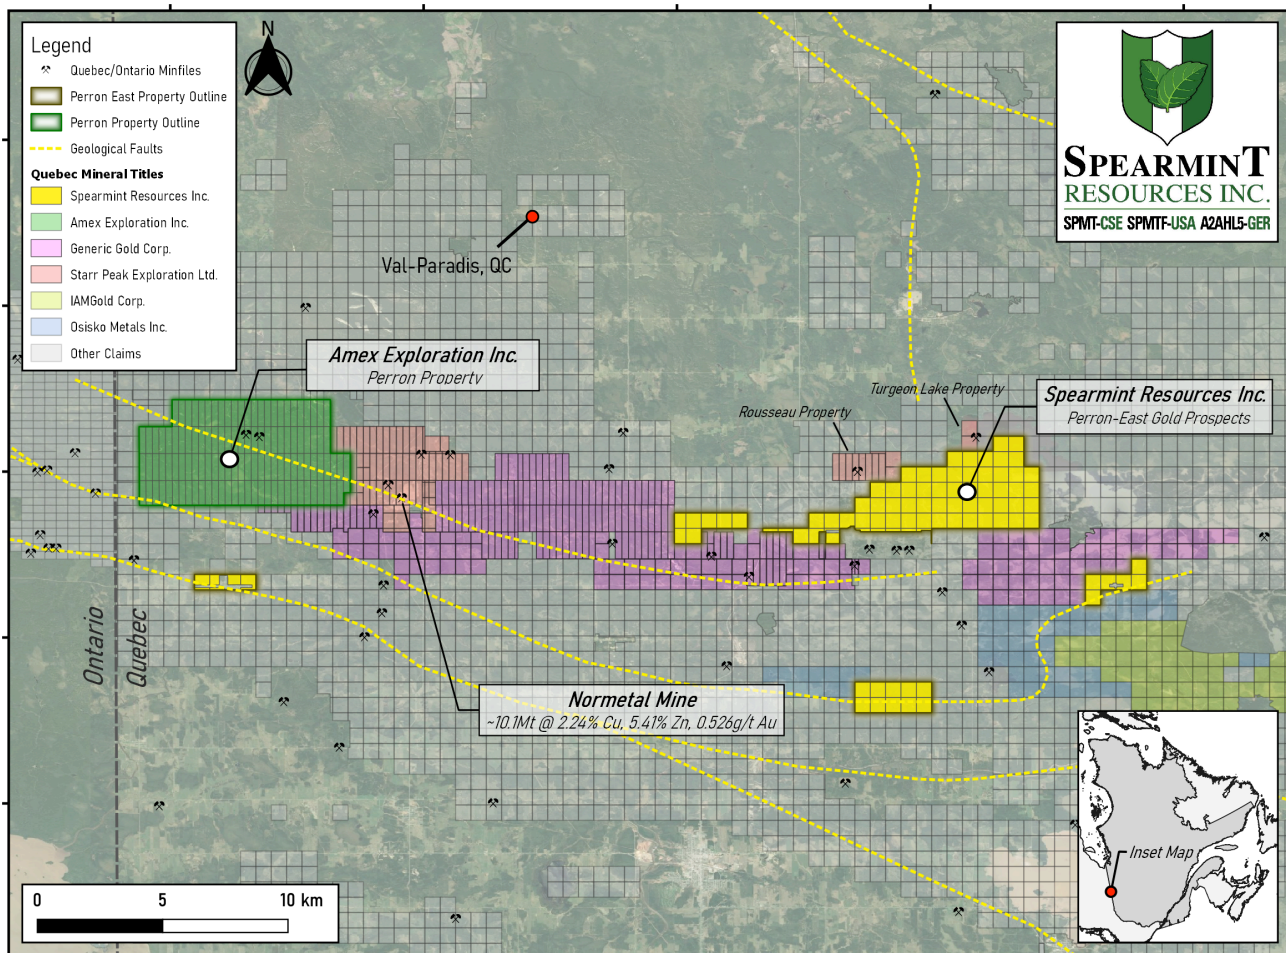 Legend
Quebec/Ontario Minfiles
Perron East Property Outline
Perron Property Outline
Geological Faults
Quebec Mineral Titles
Spearmint Resources Inc.
Amex Exploration Inc.
Generic Gold Corp.
Starr Peak Exploration Ltd.
IAMGold Corp.
Osisko Metals Inc.
Other Claims
N
SPEARMINT
RESOURCES INC.
SPMT-CSE SPMTF-USA A2AHL5-GER
Val-Paradis, QC
Amex Exploration Inc.
Perron Property
Turgeon Lake Property
Rousseau Property
Spearmint Resources Inc.
Perron-East Gold Prospects
Ontario
Quebec
Normetal Mine
~10.1Mt @ 2.24% Cu, 5.41% Zn, 0.526g/t Au
Inset Map
0 5 10 km